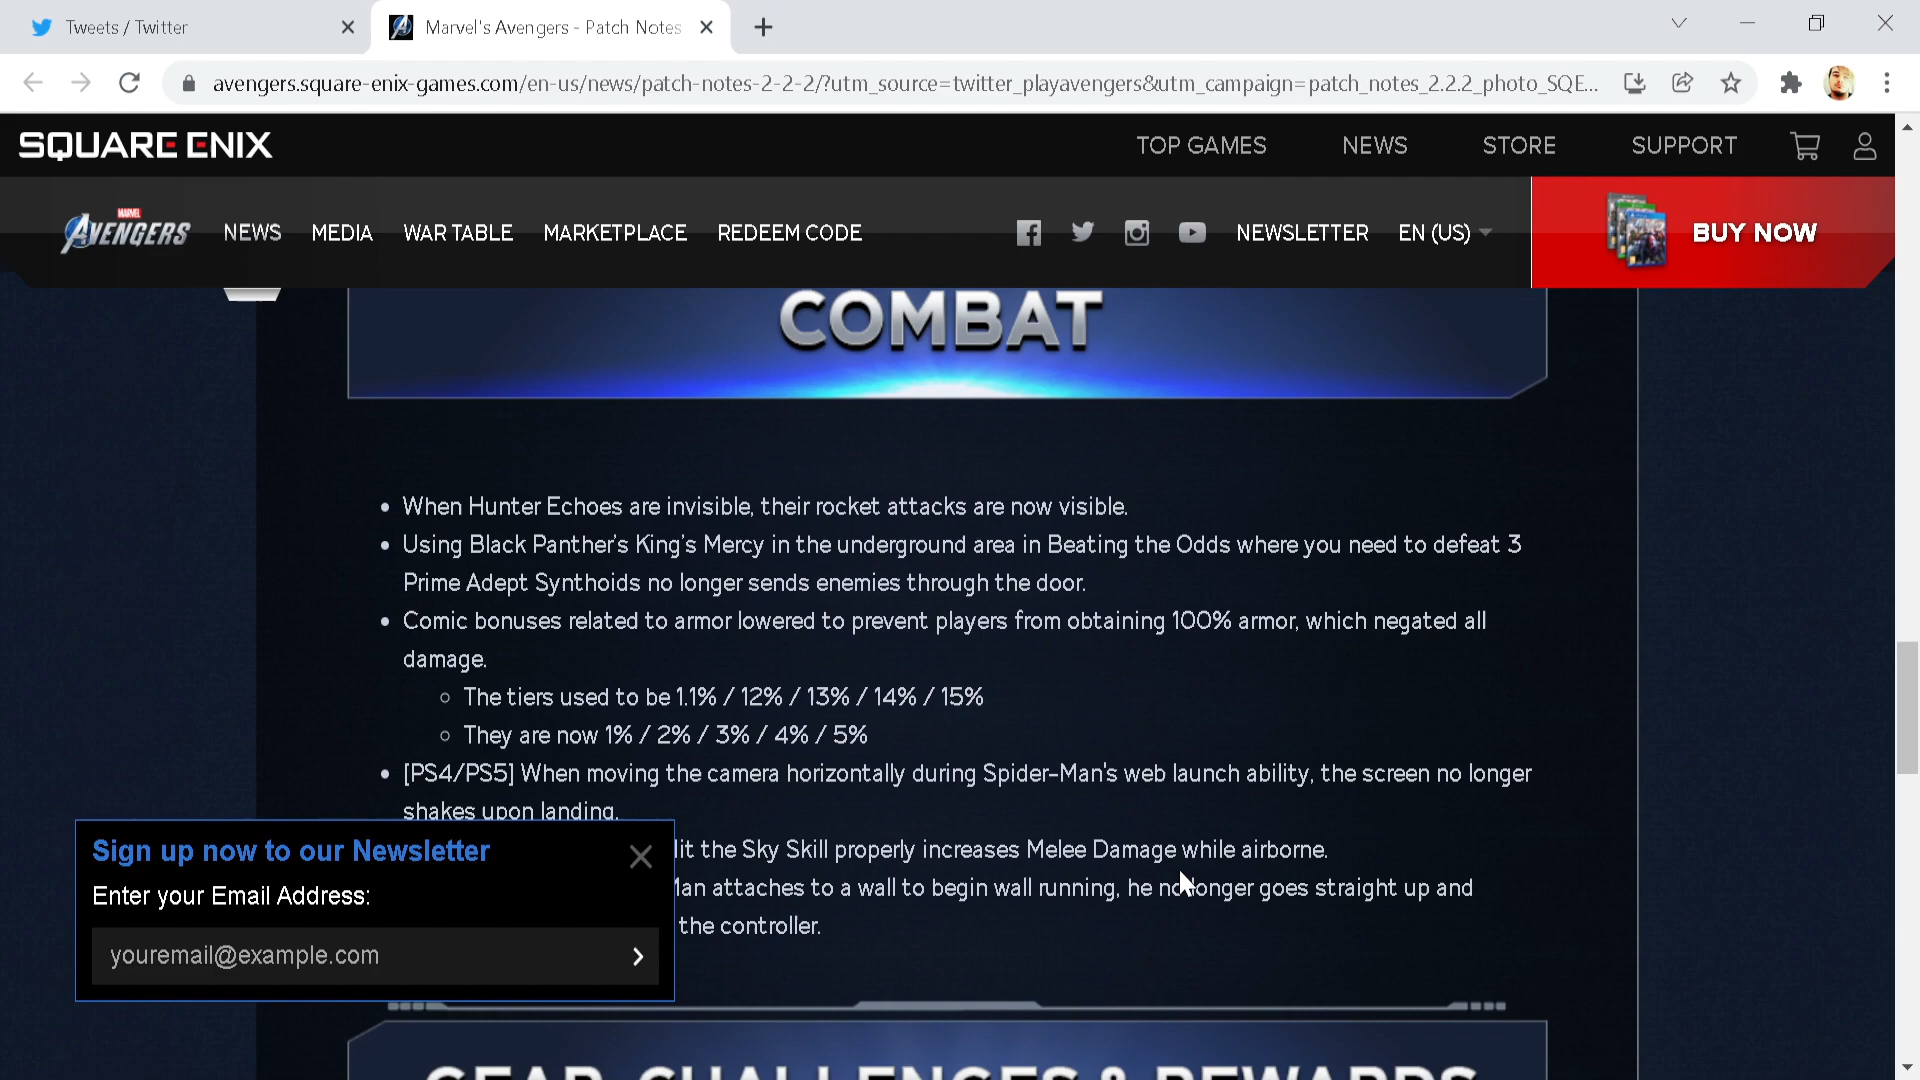 Tweets / Twitter
Marvel's Avengers - Patch Notes
avengers.square-enix-games.com/en-us/news/patch-notes-2-2-2/?utm_source=twitter_playavengers&utm_campaign=patch_notes_2.2.2_photo_SQE...
SQUARE ENIX
TOP GAMES NEWS STORE SUPPORT
MARVEL
AVENGERS
NEWS MEDIA WAR TABLE MARKETPLACE REDEEM CODE NEWSLETTER EN (US) BUY NOW
COMBAT
• When Hunter Echoes are invisible, their rocket attacks are now visible.
• Using Black Panther's King's Mercy in the underground area in Beating the Odds where you need to defeat 3
Prime Adept Synthoids no longer sends enemies through the door.
• Comic bonuses related to armor lowered to prevent players from obtaining 100% armor, which negated all
damage.
○ The tiers used to be 1.1% / 12% / 13% / 14% / 15%
○ They are now 1% / 2% / 3% / 4% / 5%
• [PS4/PS5] When moving the camera horizontally during Spider-Man's web launch ability, the screen no longer
shakes upon landing.
the Sky Skill properly increases Melee Damage while airborne.
attaches to a wall to begin wall running, he no longer goes straight up and
the controller.
Sign up now to our Newsletter
Enter your Email Address:
youremail@example.com
GEAR, CHALLENGES & REWARDS